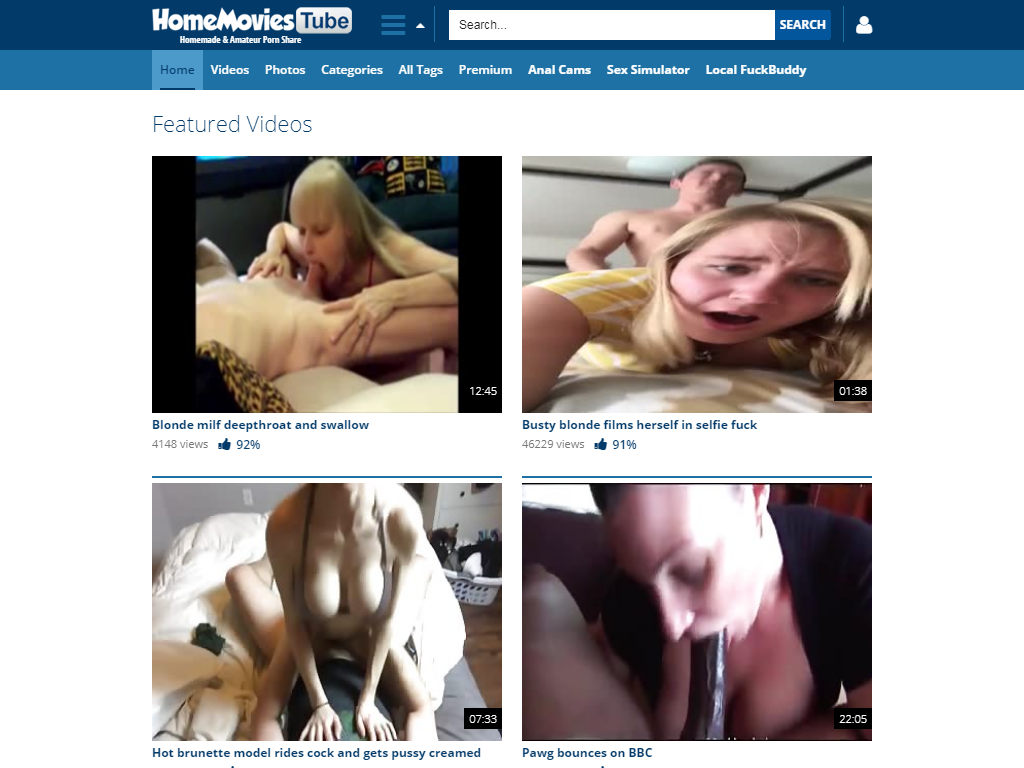 HomeMovies Tube
Homemade & Amateur Porn Share
Search...
SEARCH
Home Videos Photos Categories All Tags Premium Anal Cams Sex Simulator Local FuckBuddy
Featured Videos
12:45
Blonde milf deepthroat and swallow
4148 views 92%
01:38
Busty blonde films herself in selfie fuck
46229 views 91%
07:33
Hot brunette model rides cock and gets pussy creamed
22:05
Pawg bounces on BBC